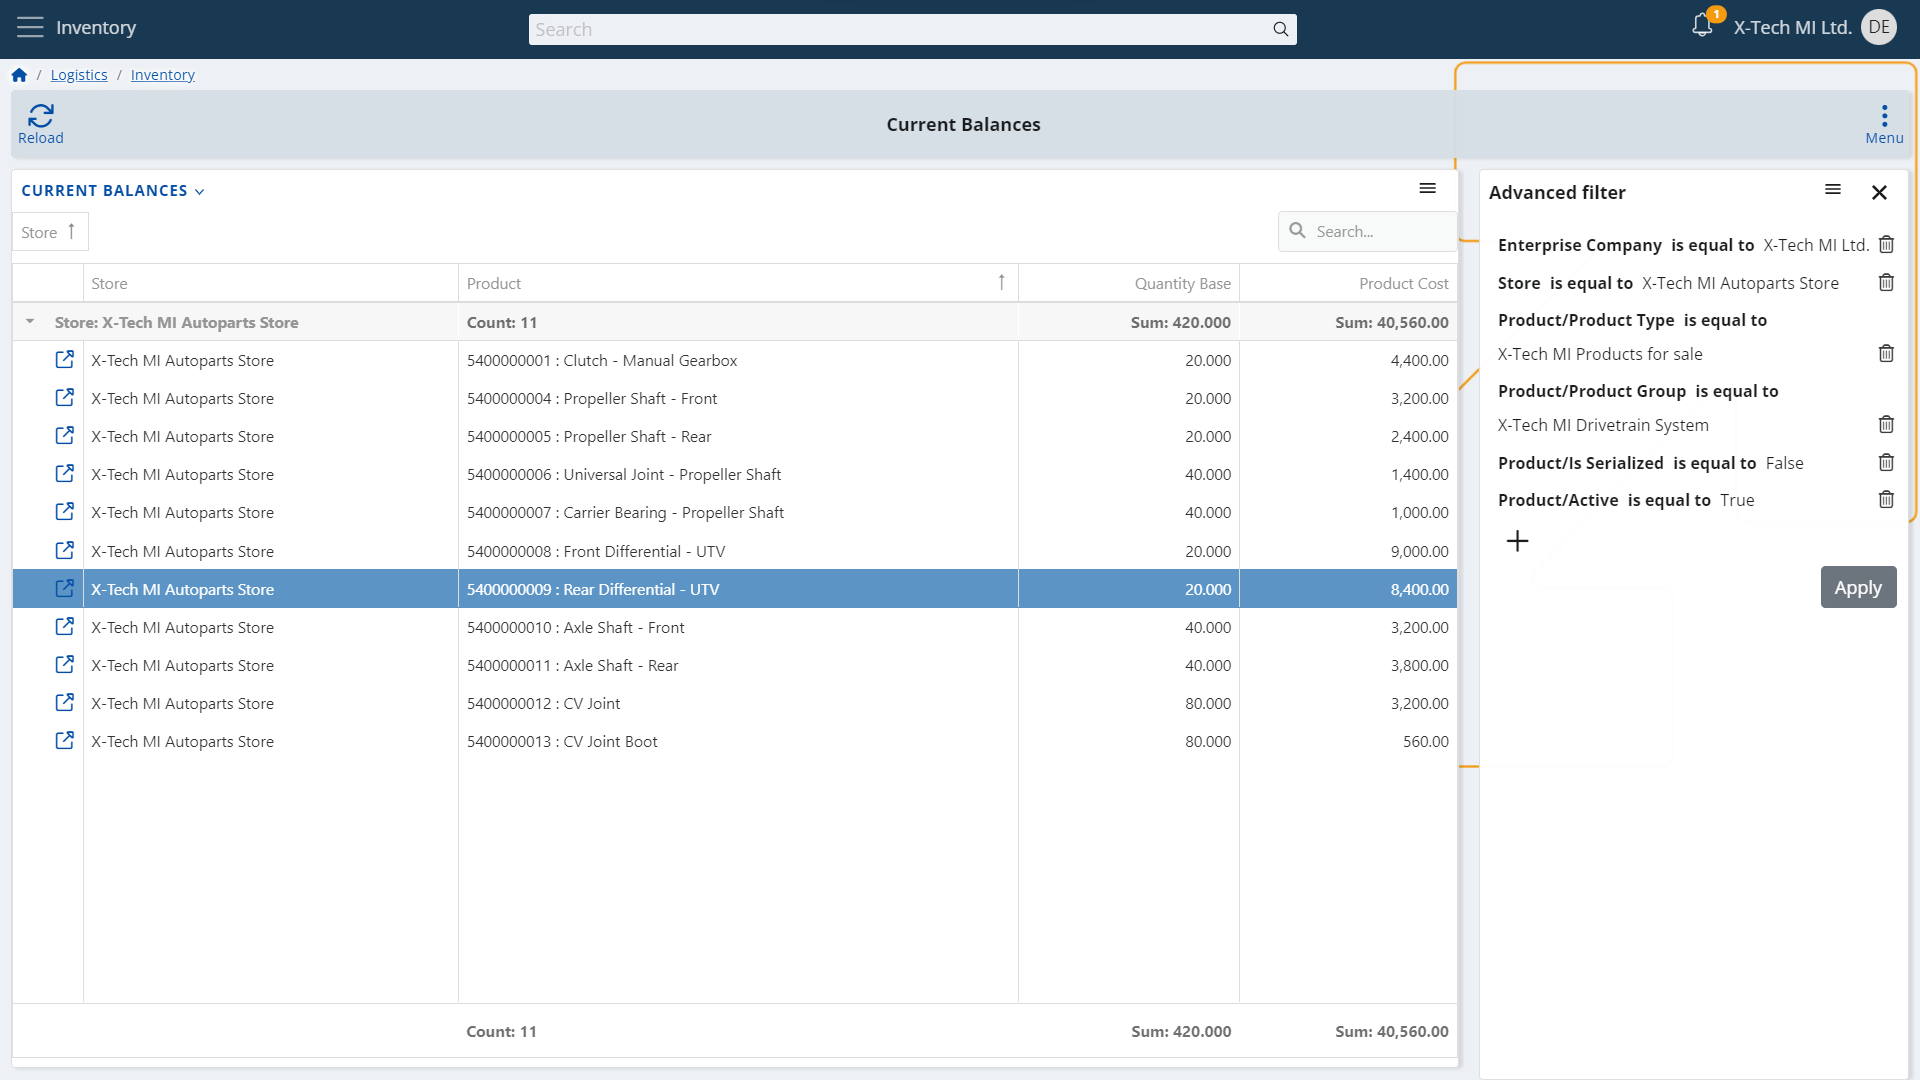 Inventory
Search
1
X-Tech MI Ltd.
DE
/ Logistics / Inventory
Reload
Current Balances
Menu
CURRENT BALANCES
Store
Search...
Store Product Quantity Base Product Cost
Store: X-Tech MI Autoparts Store Count: 11 Sum: 420.000 Sum: 40,560.00
X-Tech MI Autoparts Store 5400000001 : Clutch - Manual Gearbox 20.000 4,400.00
X-Tech MI Autoparts Store 5400000004 : Propeller Shaft - Front 20.000 3,200.00
X-Tech MI Autoparts Store 5400000005 : Propeller Shaft - Rear 20.000 2,400.00
X-Tech MI Autoparts Store 5400000006 : Universal Joint - Propeller Shaft 40.000 1,400.00
X-Tech MI Autoparts Store 5400000007 : Carrier Bearing - Propeller Shaft 40.000 1,000.00
X-Tech MI Autoparts Store 5400000008 : Front Differential - UTV 20.000 9,000.00
X-Tech MI Autoparts Store 5400000009 : Rear Differential - UTV 20.000 8,400.00
X-Tech MI Autoparts Store 5400000010 : Axle Shaft - Front 40.000 3,200.00
X-Tech MI Autoparts Store 5400000011 : Axle Shaft - Rear 40.000 3,800.00
X-Tech MI Autoparts Store 5400000012 : CV Joint 80.000 3,200.00
X-Tech MI Autoparts Store 5400000013 : CV Joint Boot 80.000 560.00
Count: 11 Sum: 420.000 Sum: 40,560.00
Advanced filter
Enterprise Company is equal to X-Tech MI Ltd.
Store is equal to X-Tech MI Autoparts Store
Product/Product Type is equal to
X-Tech MI Products for sale
Product/Product Group is equal to
X-Tech MI Drivetrain System
Product/Is Serialized is equal to False
Product/Active is equal to True
Apply